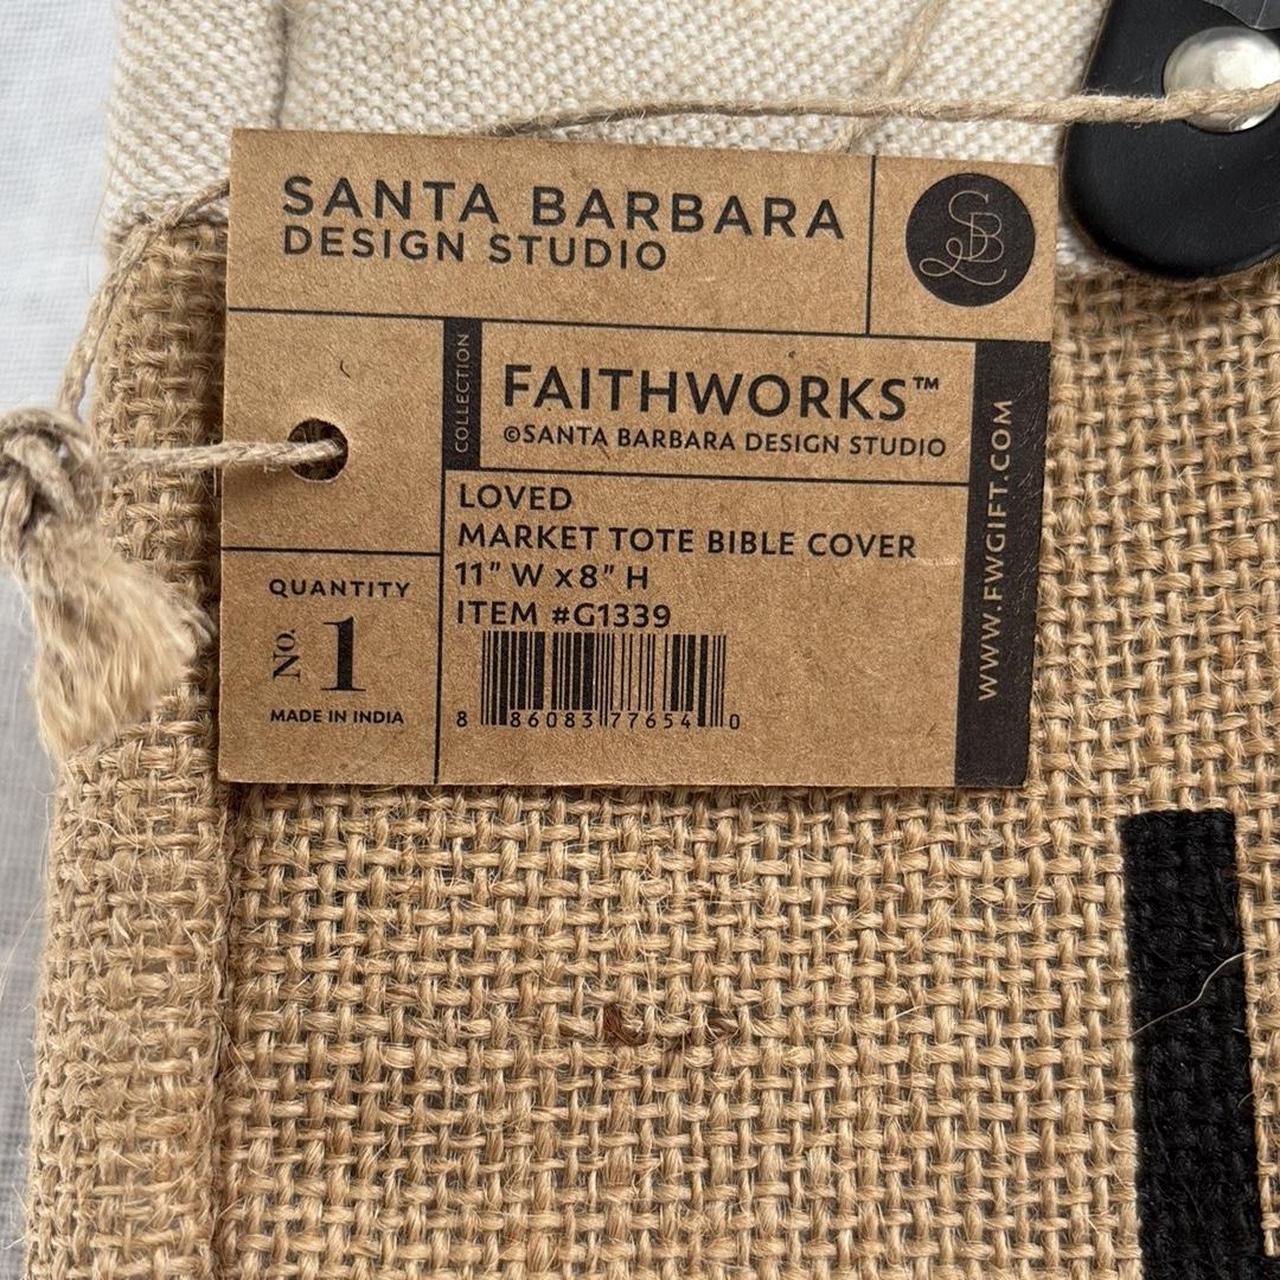 SANTA BARBARA
DESIGN STUDIO
SBL
COLLECTION
FAITHWORKS™
©SANTA BARBARA DESIGN STUDIO
LOVED
MARKET TOTE BIBLE COVER
11” W x 8” H
ITEM #G1339
8 86083 77654 0
QUANTITY
NO. 1
MADE IN INDIA
WWW.FWGIFT.COM